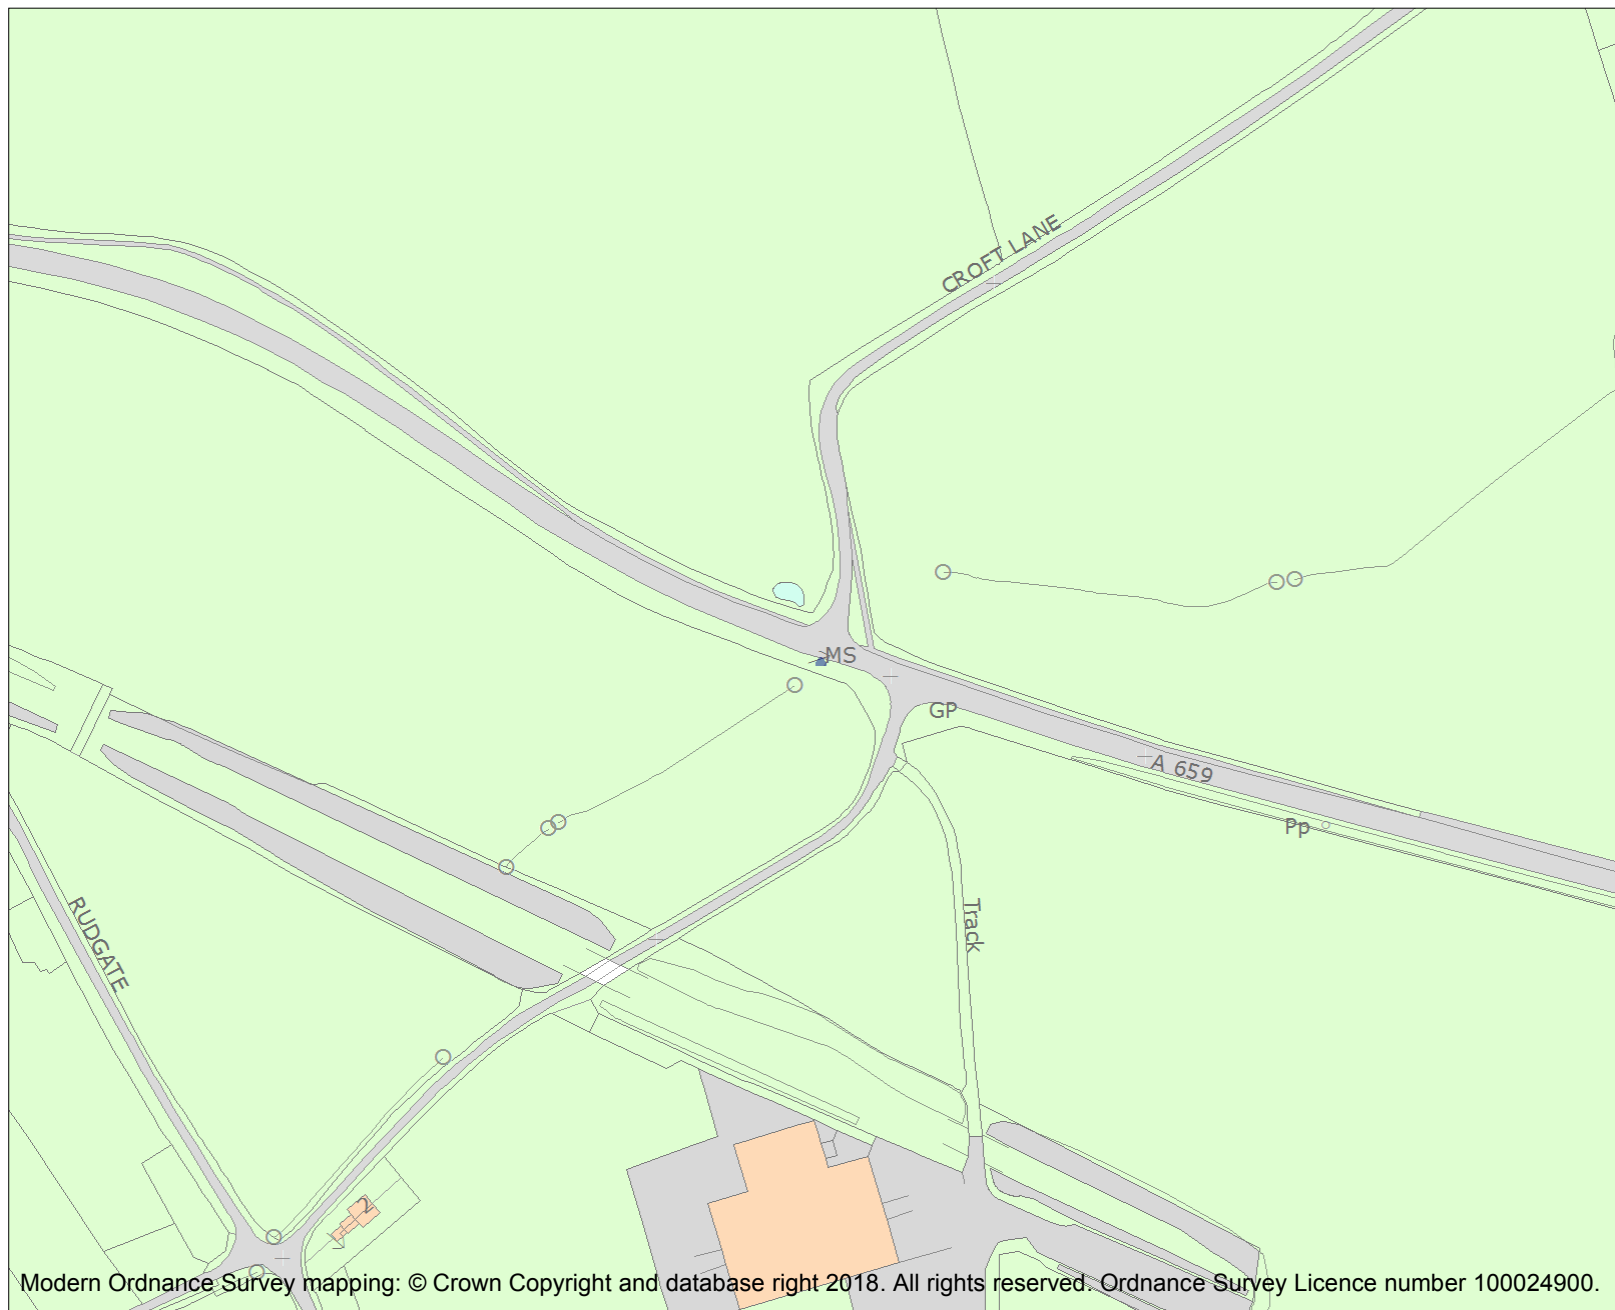 CROFT LANE
MS
GP
A 659
Pp
RUDGATE
Track
2
1
Modern Ordnance Survey mapping: © Crown Copyright and database right 2018. All rights reserved. Ordnance Survey Licence number 100024900.